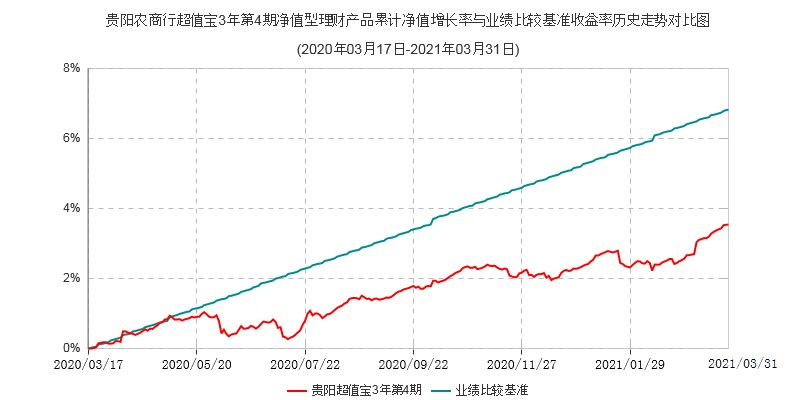 贵阳农商行超值宝3年第4期净值型理财产品累计净值增长率与业绩比较基准收益率历史走势对比图
(2020年03月17日-2021年03月31日)
8%
6%
4%
2%
0%
2020/03/17 2020/05/20 2020/07/22 2020/09/22 2020/11/27 2021/01/29 2021/03/31
贵阳超值宝3年第4期 业绩比较基准